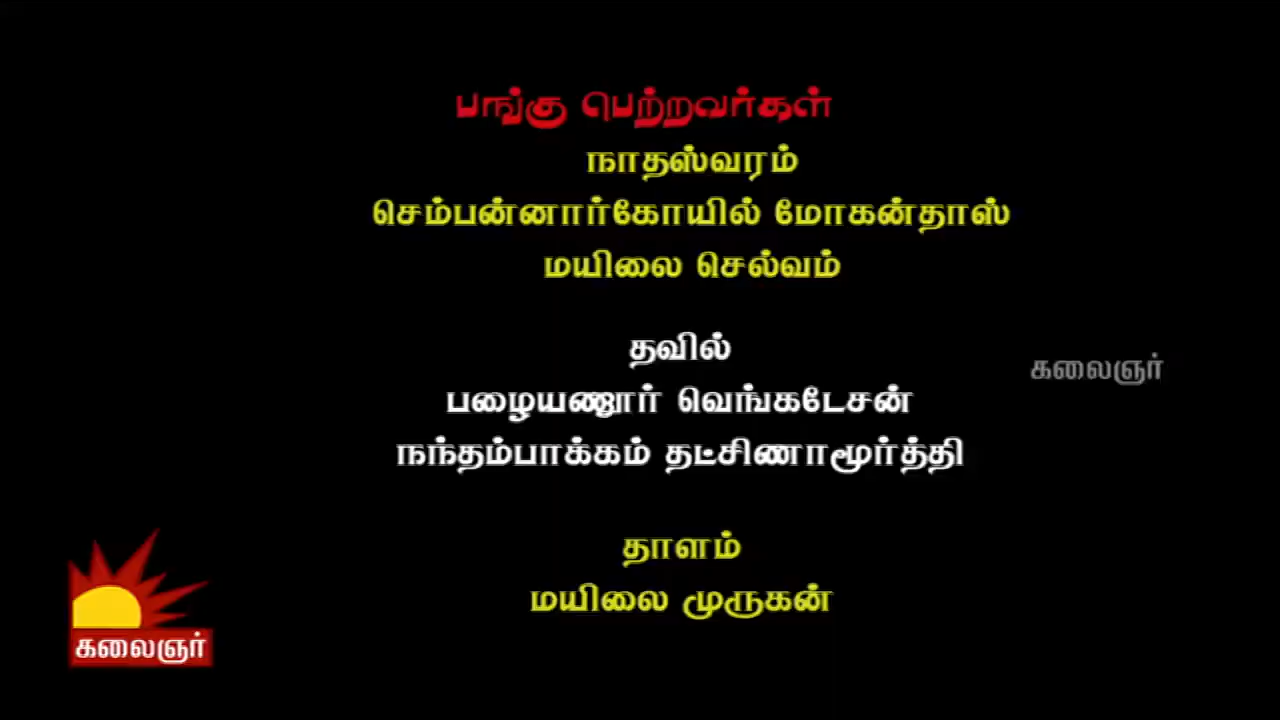 பங்கு பெற்றவர்கள்
நாதஸ்வரம்
செம்பன்னார்கோயில் மோகன்தாஸ்
மயிலை செல்வம்
தவில்
பழையனூர் வெங்கடேசன்
நந்தம்பாக்கம் தட்சிணாமூர்த்தி
தாளம்
மயிலை முருகன்
கலைஞர்
கலைஞர்